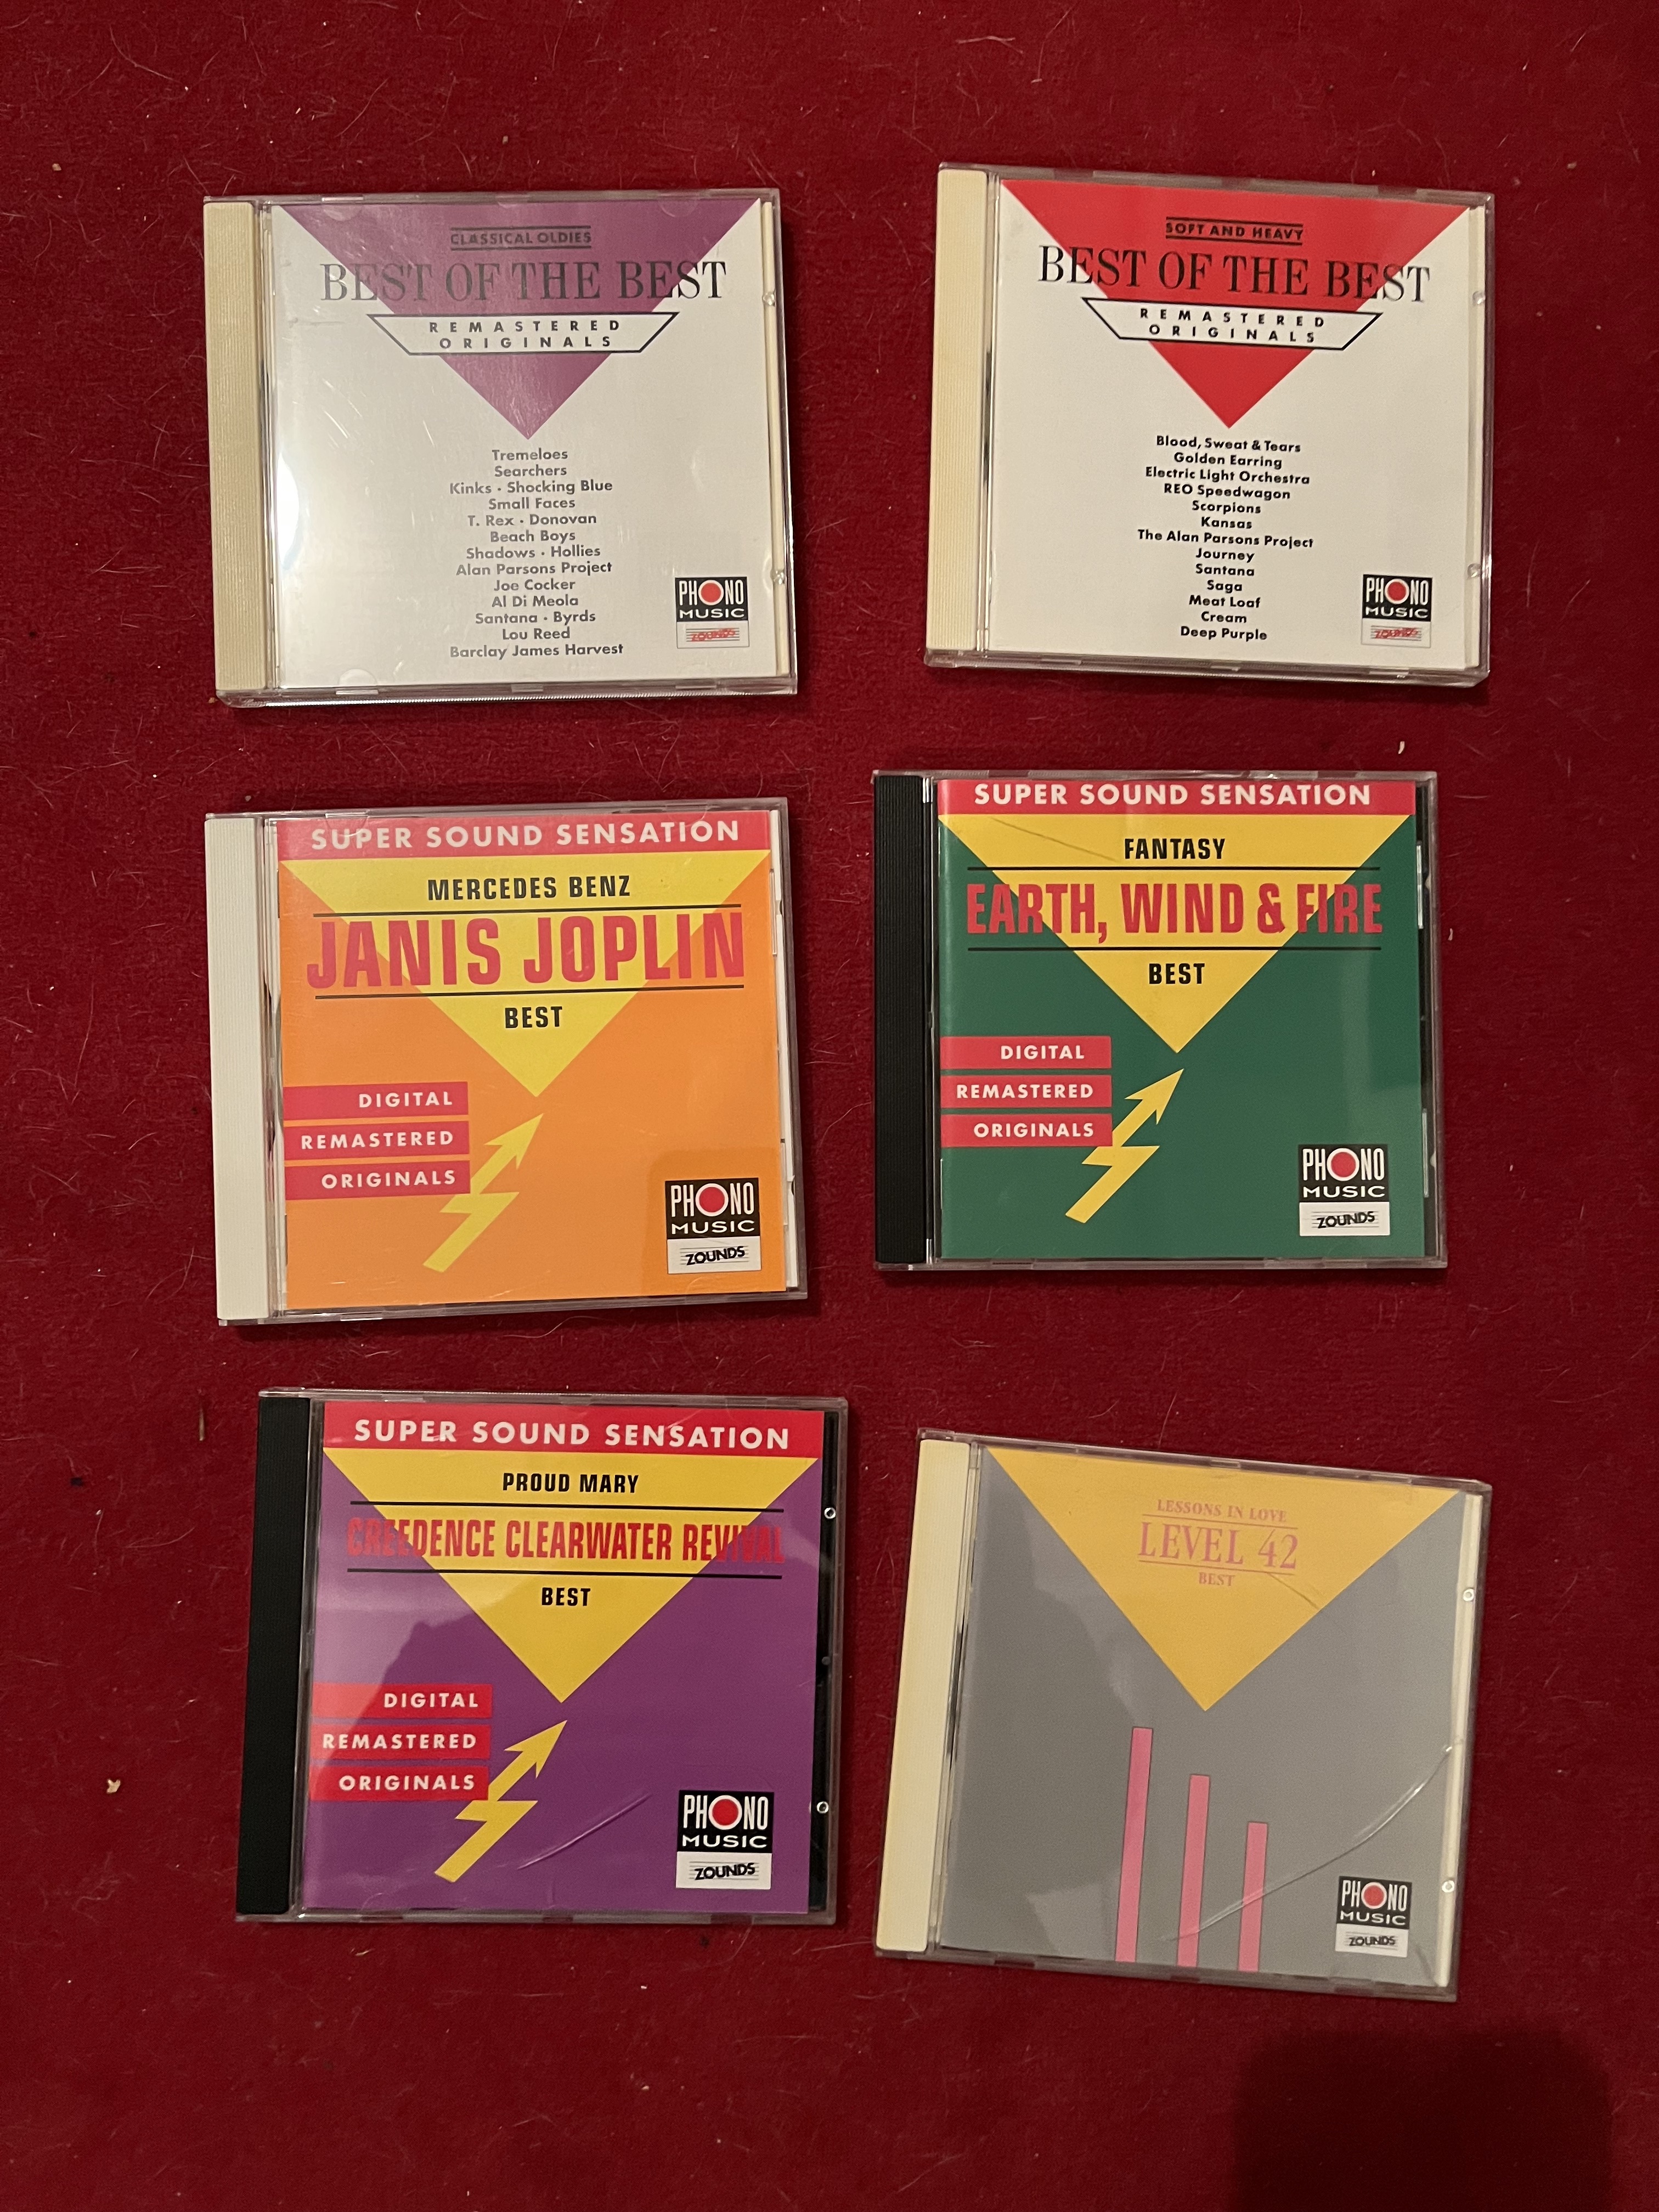 CLASSICAL OLDIES
BEST OF THE BEST
REMASTERED
ORIGINALS
Tremeloes
Searchers
Kinks · Shocking Blue
Small Faces
T. Rex · Donovan
Beach Boys
Shadows · Hollies
Alan Parsons Project
Joe Cocker
Al Di Meola
Santana · Byrds
Lou Reed
Barclay James Harvest
PHONO
MUSIC
ZOUNDS
SOFT AND HEAVY
BEST OF THE BEST
REMASTERED
ORIGINALS
Blood, Sweat & Tears
Golden Earring
Electric Light Orchestra
REO Speedwagon
Scorpions
Kansas
The Alan Parsons Project
Journey
Santana
Saga
Meat Loaf
Cream
Deep Purple
PHONO
MUSIC
ZOUNDS
SUPER SOUND SENSATION
MERCEDES BENZ
JANIS JOPLIN
BEST
DIGITAL
REMASTERED
ORIGINALS
PHONO
MUSIC
ZOUNDS
SUPER SOUND SENSATION
FANTASY
EARTH, WIND & FIRE
BEST
DIGITAL
REMASTERED
ORIGINALS
PHONO
MUSIC
ZOUNDS
SUPER SOUND SENSATION
PROUD MARY
CREEDENCE CLEARWATER REVIVAL
BEST
DIGITAL
REMASTERED
ORIGINALS
PHONO
MUSIC
ZOUNDS
LESSONS IN LOVE
LEVEL 42
BEST
PHONO
MUSIC
ZOUNDS